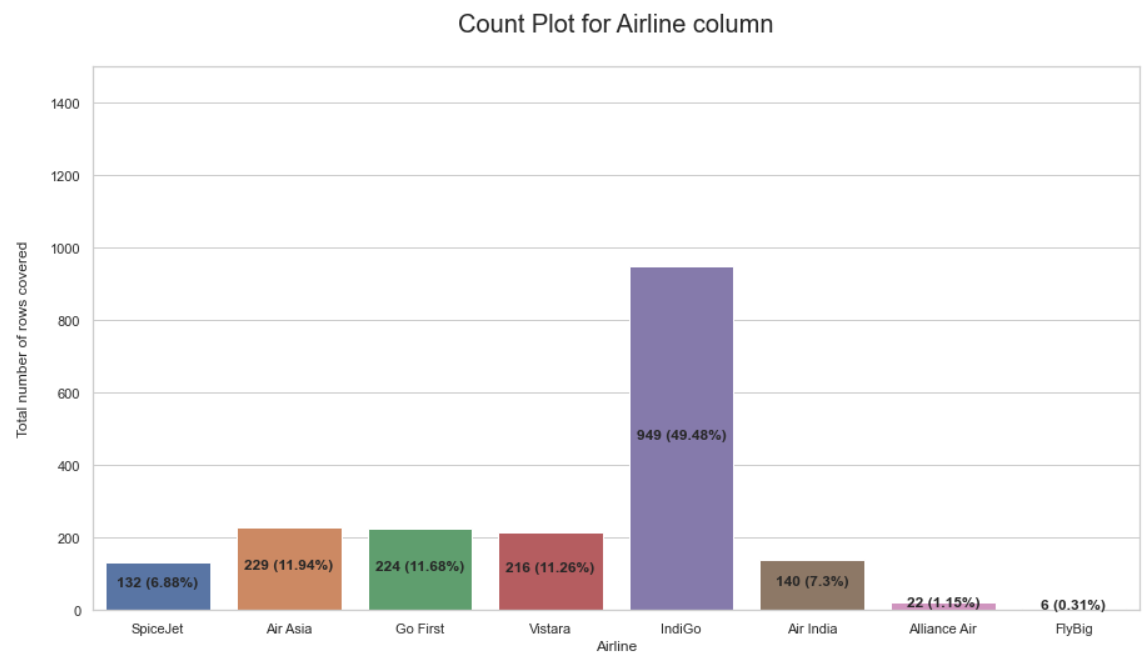 Count Plot for Airline column
Total number of rows covered
1400
1200
1000
800
600
400
200
0
132 (6.88%)
229 (11.94%)
224 (11.68%)
216 (11.26%)
949 (49.48%)
140 (7.3%)
22 (1.15%)
6 (0.31%)
SpiceJet
Air Asia
Go First
Vistara
IndiGo
Air India
Alliance Air
FlyBig
Airline